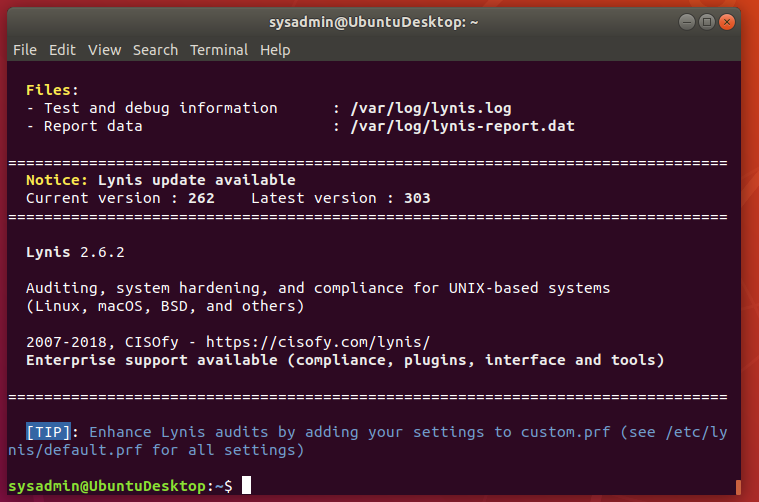 sysadmin@UbuntuDesktop: ~
File Edit View Search Terminal Help
Files:
- Test and debug information : /var/log/lynis.log
- Report data : /var/log/lynis-report.dat
================================================================================
Notice: Lynis update available
Current version : 262 Latest version : 303
================================================================================
Lynis 2.6.2
Auditing, system hardening, and compliance for UNIX-based systems
(Linux, macOS, BSD, and others)
2007-2018, CISOfy - https://cisofy.com/lynis/
Enterprise support available (compliance, plugins, interface and tools)
================================================================================
[TIP]: Enhance Lynis audits by adding your settings to custom.prf (see /etc/ly
nis/default.prf for all settings)
sysadmin@UbuntuDesktop:~$